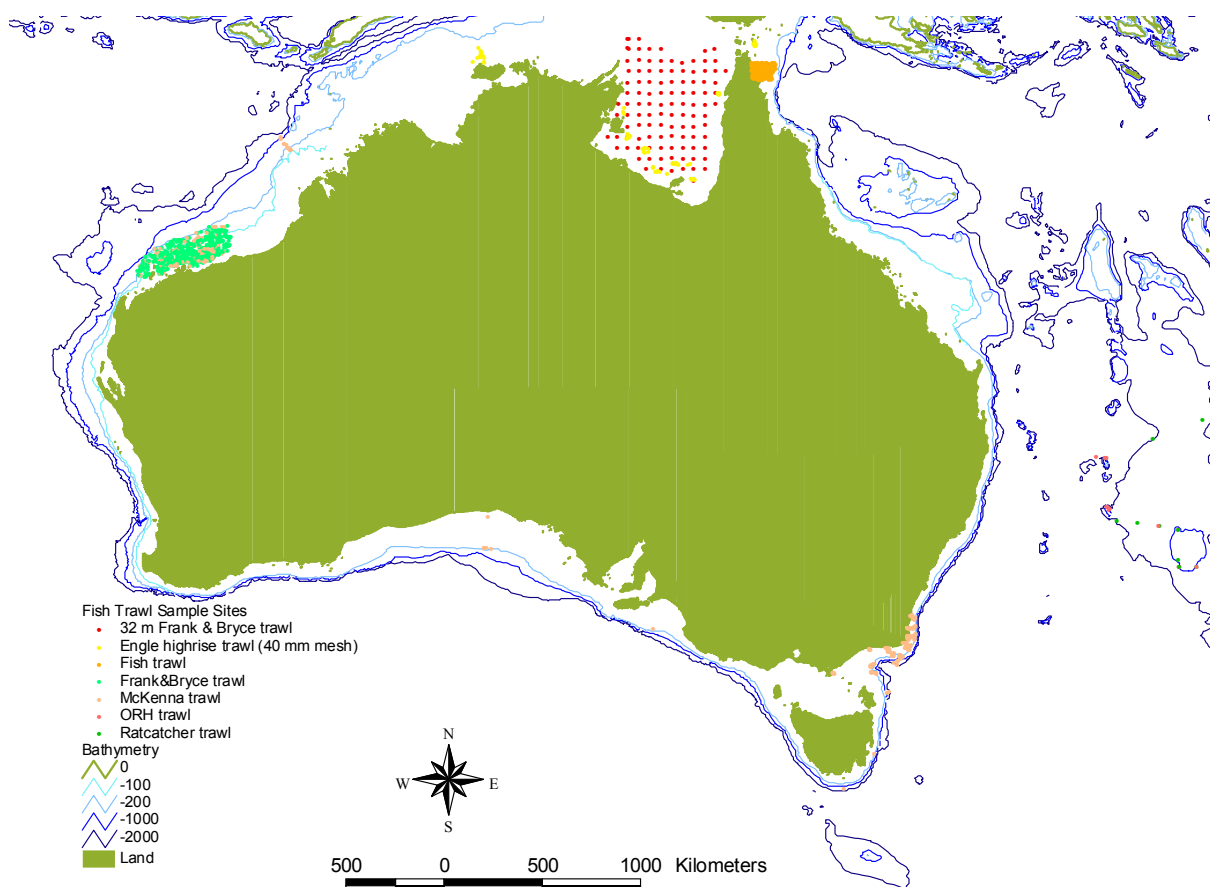 Fish Trawl Sample Sites
32 m Frank & Bryce trawl
Engle highrise trawl (40 mm mesh)
Fish trawl
Frank&Bryce trawl
McKenna trawl
ORH trawl
Ratcatcher trawl
Bathymetry
0
-100
-200
-1000
-2000
Land
N
W E
S
500 0 500 1000 Kilometers